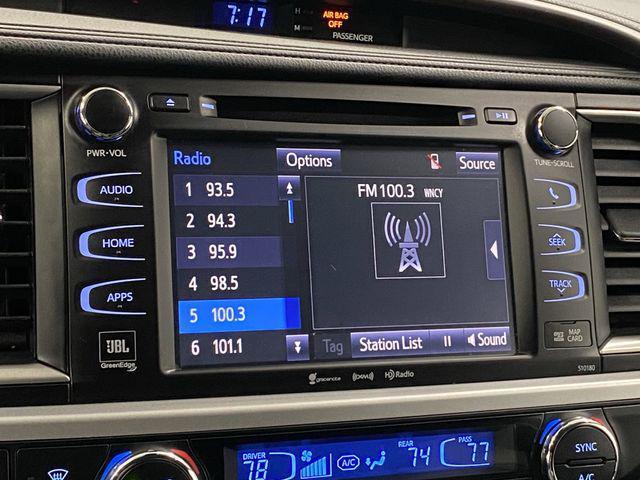 7:17
H
M
AIR BAG
OFF
PASSENGER
PWR•VOL
TUNE•SCROLL
AUDIO
HOME
APPS
SEEK
TRACK
Radio
Options
Source
1 93.5
2 94.3
3 95.9
4 98.5
5 100.3
6 101.1
FM 100.3 WNCY
Tag
Station List
Sound
JBL
GreenEdge
gracenote
HD Radio
MAP
CARD
510180
DRIVER
78
A/C
REAR
74
PASS
77
SYNC
A/C